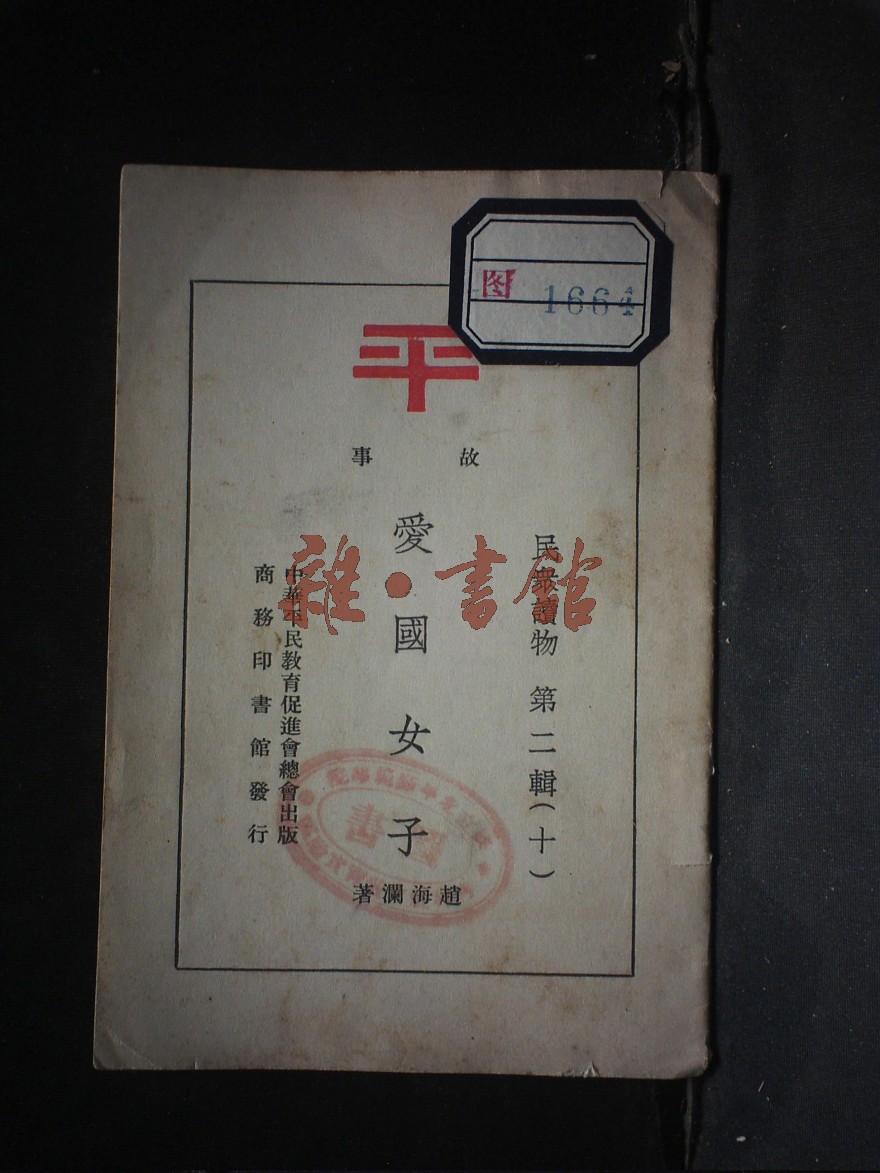 图
1664
平
故事
民衆讀物 第二輯(十)
愛國女子
趙海瀾著
中華平民教育促進會總會出版
商務印書館發行
雜·書館